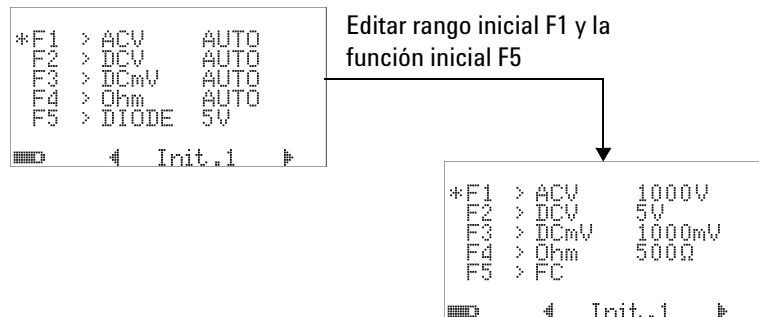 *F1 > ACV AUTO
F2 > DCV AUTO
F3 > DCmV AUTO
F4 > Ohm AUTO
F5 > DIODE 5V
Init.1
Editar rango inicial F1 y la
función inicial F5
*F1 > ACV 1000V
F2 > DCV 5V
F3 > DCmV 1000mV
F4 > Ohm 500Ω
F5 > FC
Init.1